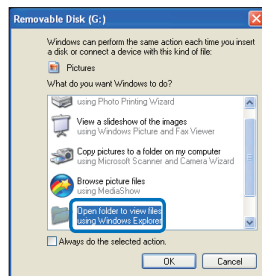 Removable Disk (G:)
Windows can perform the same action each time you insert
a disk or connect a device with this kind of file:
Pictures
What do you want Windows to do?
using Photo Printing Wizard
View a slideshow of the images
using Windows Picture and Fax Viewer
Copy pictures to a folder on my computer
using Microsoft Scanner and Camera Wizard
Browse picture files
using MediaShow
Open folder to view files
using Windows Explorer
Always do the selected action.
OK
Cancel